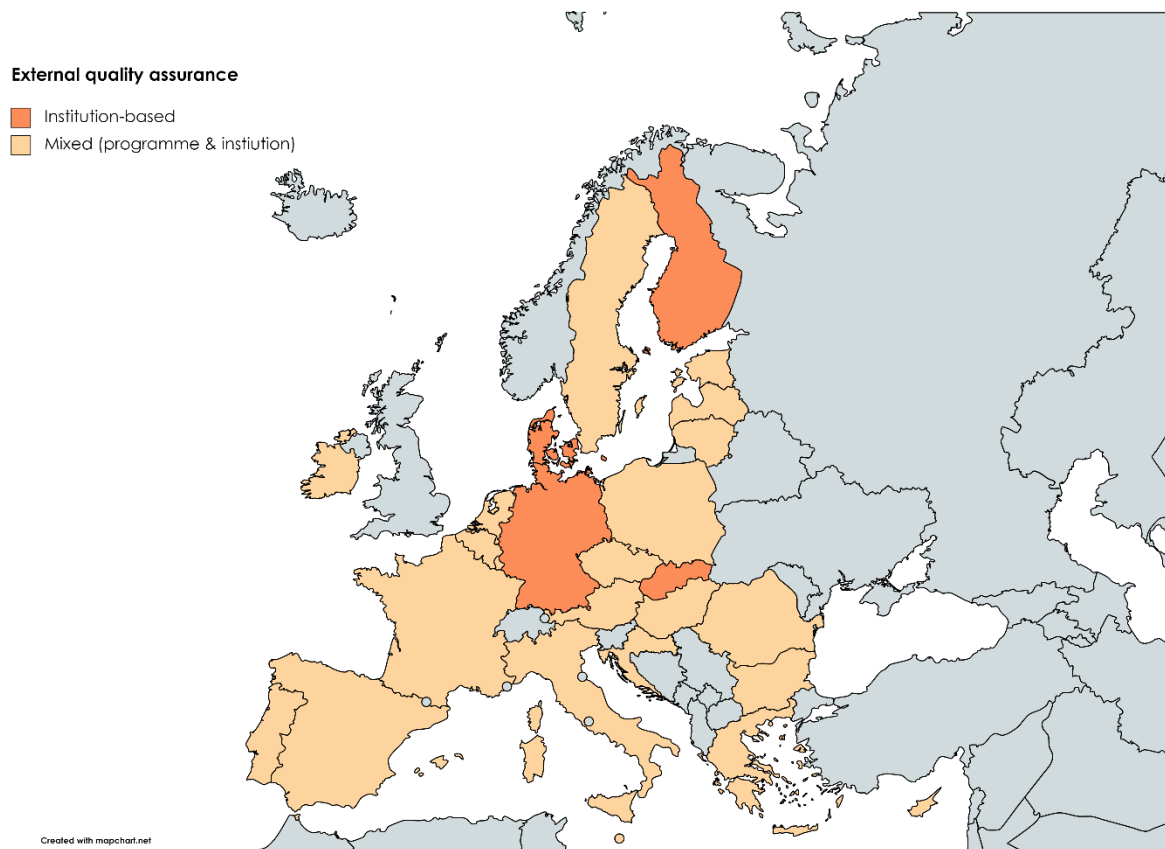 External quality assurance
Institution-based
Mixed (programme & instiution)
Created with mapchart.net